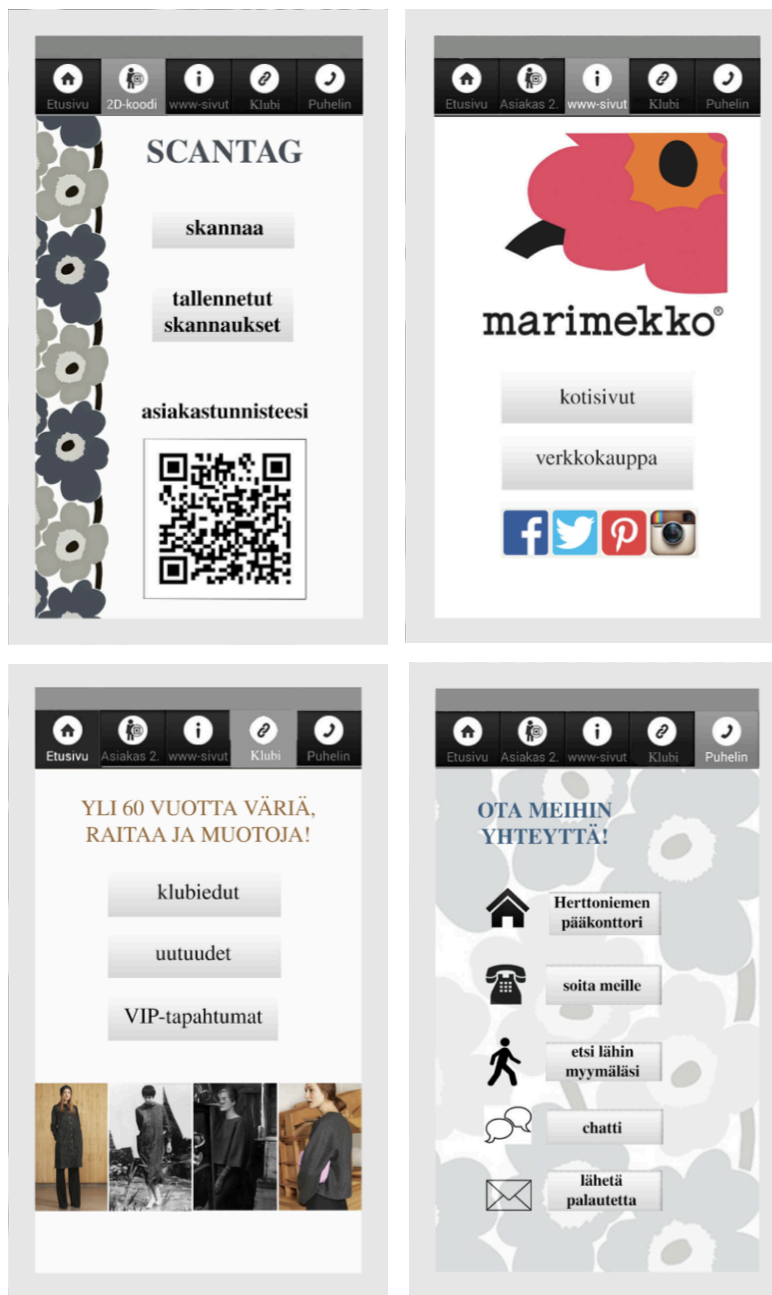 Etusivu 2D-koodi www-sivut Klubi Puhelin
SCANTAG
skannaa
tallennetut
skannaukset
asiakastunnisteesi
Etusivu Asiakas 2. www-sivut Klubi Puhelin
marimekko®
kotisivut
verkkokauppa
Etusivu Asiakas 2. www-sivut Klubi Puhelin
YLI 60 VUOTTA VÄRIÄ,
RAITAA JA MUOTOJA!
klubiedut
uutuudet
VIP-tapahtumat
Etusivu Asiakas 2. www-sivut Klubi Puhelin
OTA MEIHIN
YHTEYTTÄ!
Herttoniemen
pääkonttori
soita meille
etsi lähin
myymäläsi
chatti
lähetä
palautetta